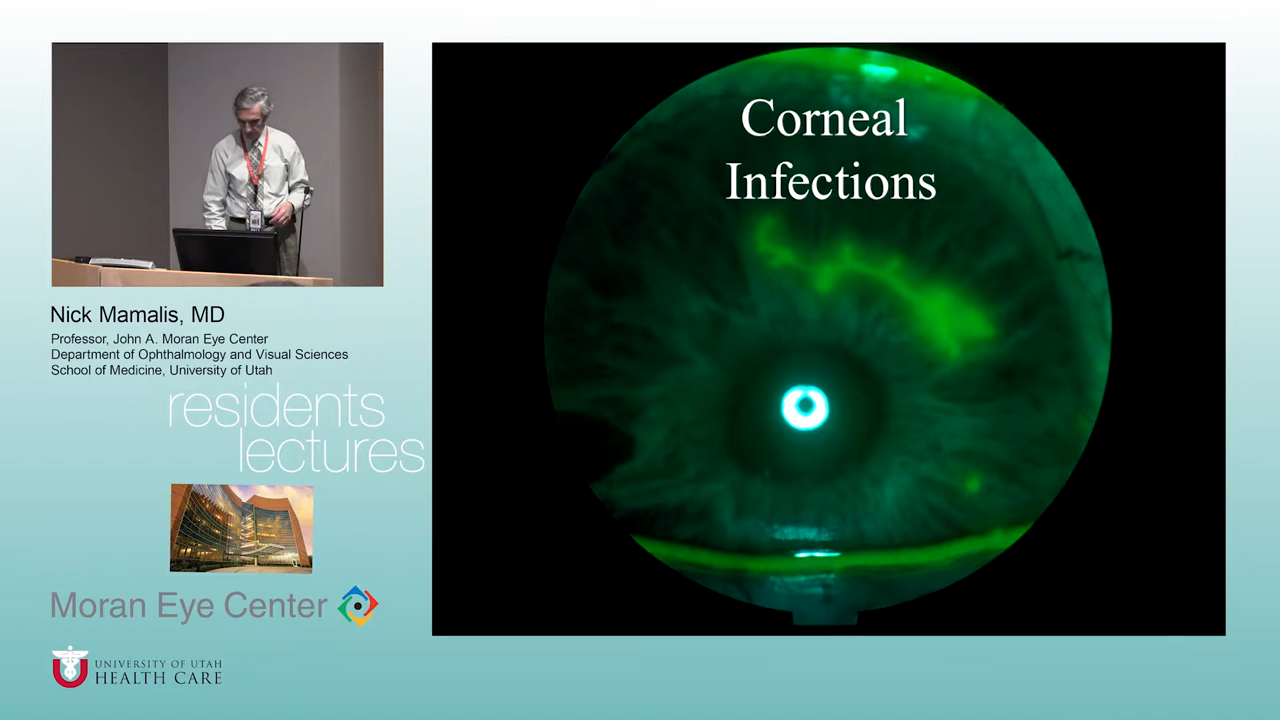 Corneal
Infections
Nick Mamalis, MD
Professor, John A. Moran Eye Center
Department of Ophthalmology and Visual Sciences
School of Medicine, University of Utah
residents
lectures
Moran Eye Center
UNIVERSITY OF UTAH
HEALTH CARE